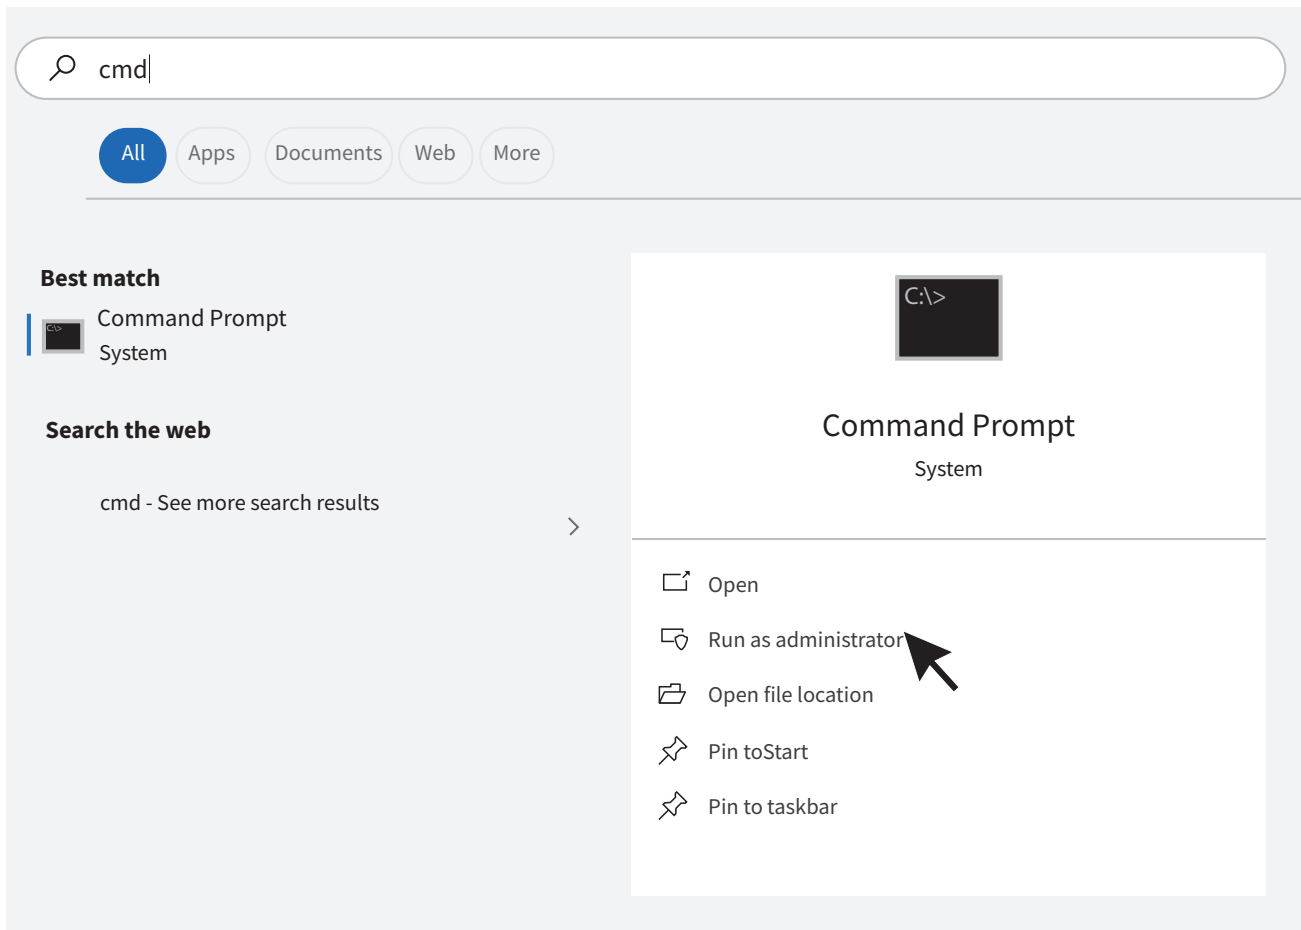 cmd
All Apps Documents Web More
Best match
C:\>
Command Prompt
System
Search the web
cmd - See more search results
C:\>
Command Prompt
System
Open
Run as administrator
Open file location
Pin toStart
Pin to taskbar